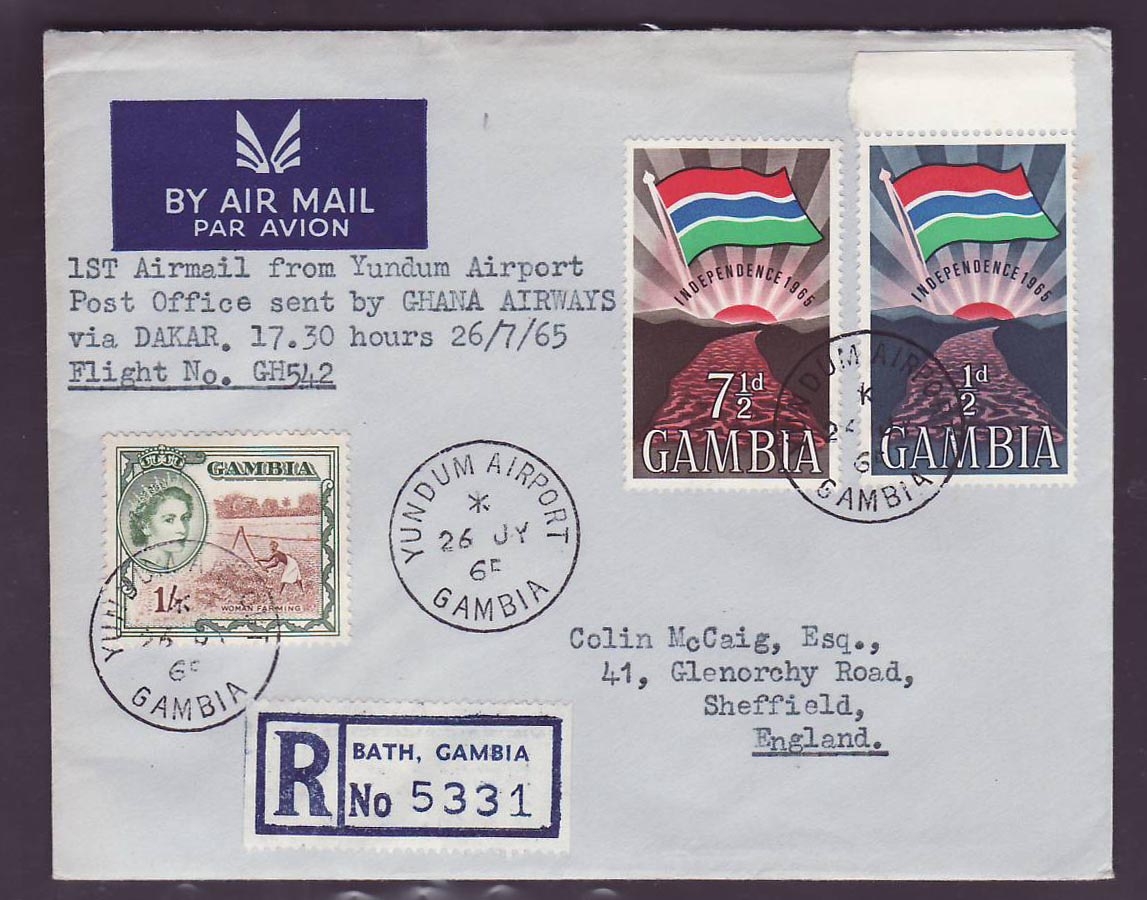 BY AIR MAIL
PAR AVION
1ST Airmail from Yundum Airport
Post Office sent by GHANA AIRWAYS
via DAKAR. 17.30 hours 26/7/65
Flight No. GH542
INDEPENDENCE 1965
7½d
GAMBIA
INDEPENDENCE 1965
½d
GAMBIA
AIRPORT
GAMBIA
GAMBIA
1/-
WOMAN FARMING
GAMBIA
YUNDUM AIRPORT
26 JY
GAMBIA
Colin McCaig, Esq.,
41, Glenorchy Road,
Sheffield,
England.
R
BATH, GAMBIA
No 5331